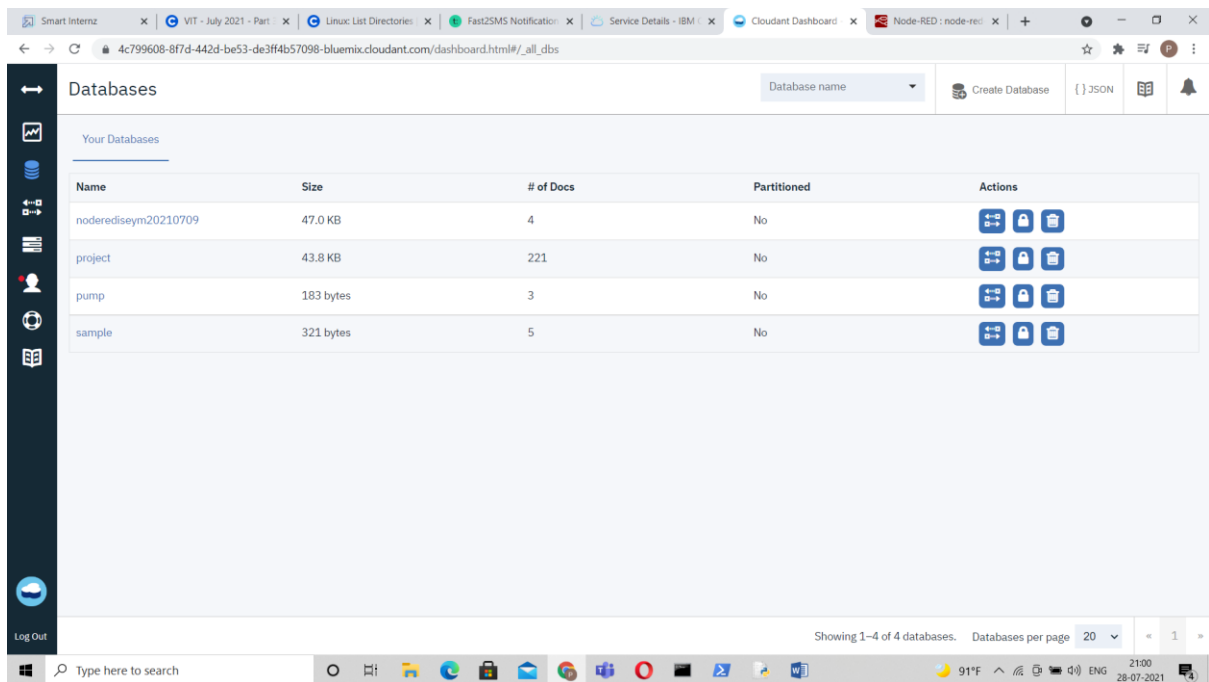 Smart Internz
VIT - July 2021 - Part
Linux: List Directories
Fast2SMS Notification
Service Details - IBM
Cloudant Dashboard
Node-RED : node-red
4c799608-8f7d-442d-be53-de3ff4b57098-bluemix.cloudant.com/dashboard.html#/_all_dbs
P
Databases
Database name
Create Database
{ } JSON
Your Databases
Name Size # of Docs Partitioned Actions
noderediseym20210709 47.0 KB 4 No
project 43.8 KB 221 No
pump 183 bytes 3 No
sample 321 bytes 5 No
Log Out
Showing 1–4 of 4 databases. Databases per page 20 « 1 »
Type here to search
91°F ENG 21:00
28-07-2021